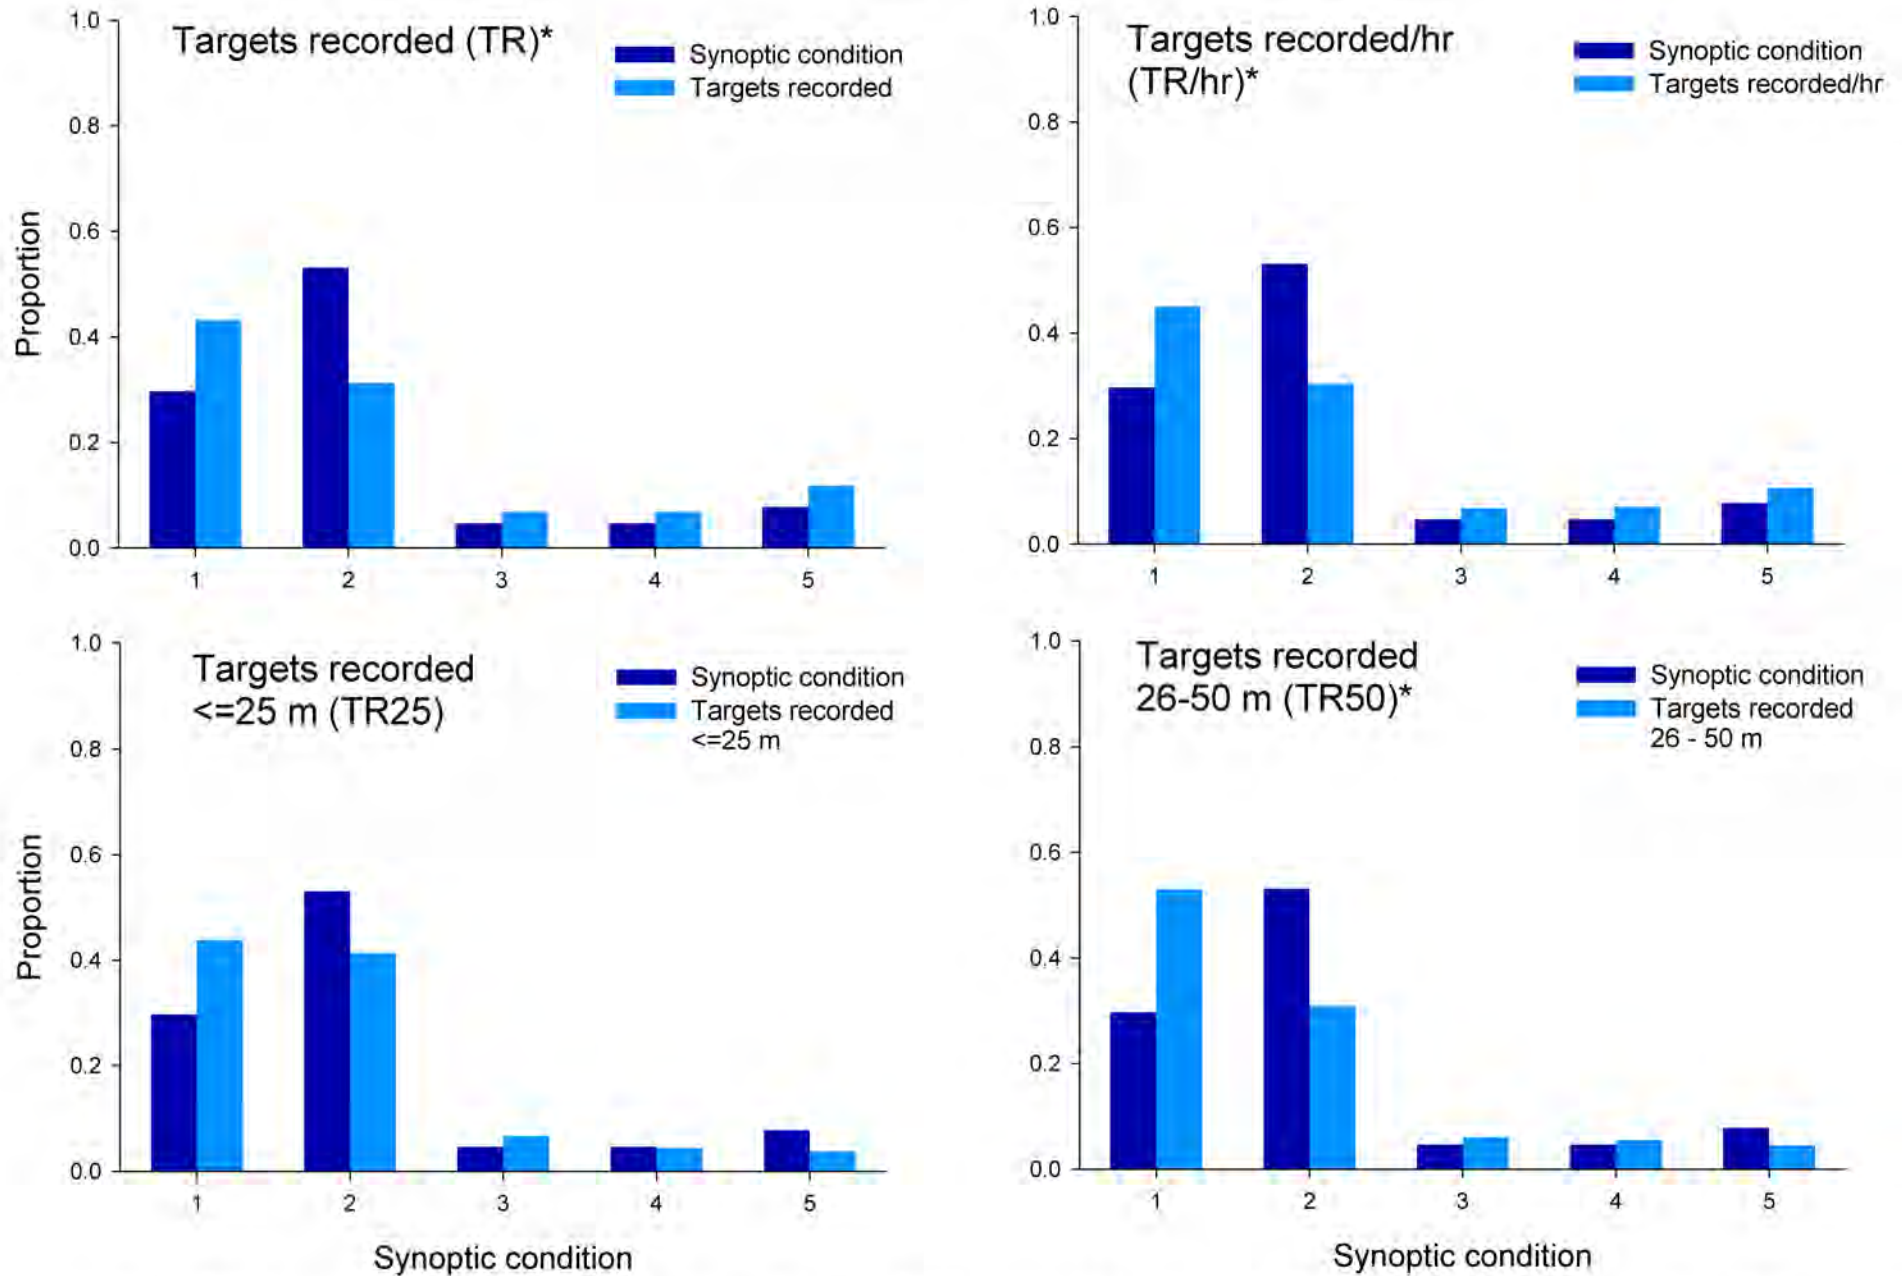 Targets recorded (TR)*
Synoptic condition
Targets recorded
Proportion
1.0
0.8
0.6
0.4
0.2
0.0
1 2 3 4 5
Targets recorded/hr
(TR/hr)*
Synoptic condition
Targets recorded/hr
1.0
0.8
0.6
0.4
0.2
0.0
1 2 3 4 5
Targets recorded
<=25 m (TR25)
Synoptic condition
Targets recorded
<=25 m
Proportion
1.0
0.8
0.6
0.4
0.2
0.0
1 2 3 4 5
Synoptic condition
Targets recorded
26-50 m (TR50)*
Synoptic condition
Targets recorded
26 - 50 m
1.0
0.8
0.6
0.4
0.2
0.0
1 2 3 4 5
Synoptic condition